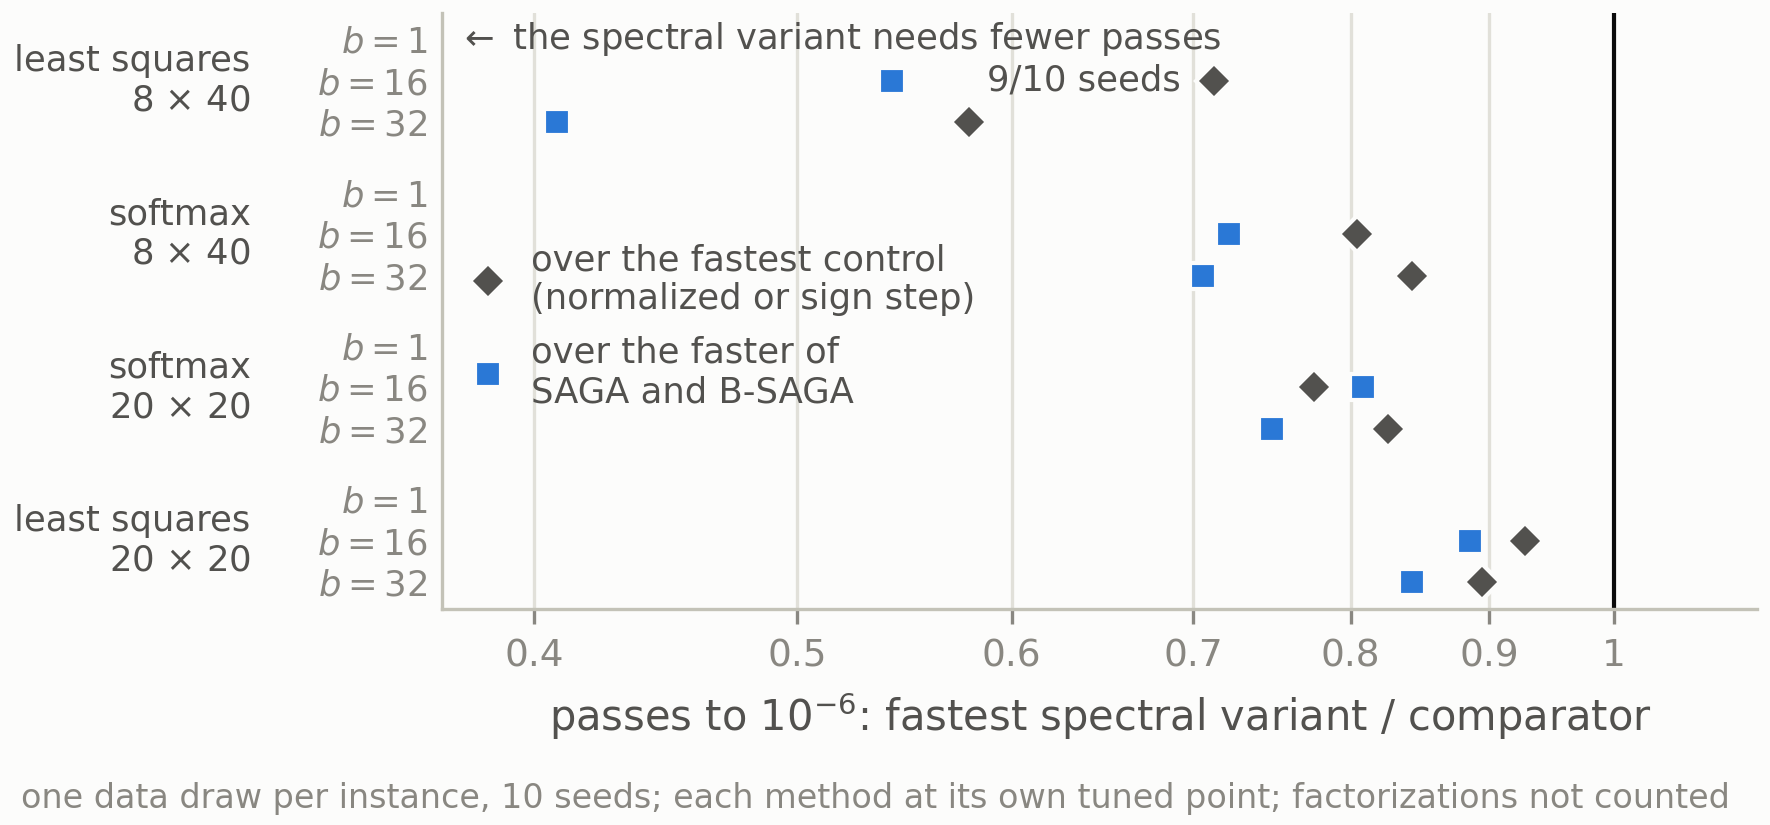 ← the spectral variant needs fewer passes
least squares
8 × 40
b = 1
b = 16
b = 32
9/10 seeds
softmax
8 × 40
b = 1
b = 16
b = 32
over the fastest control
(normalized or sign step)
over the faster of
SAGA and B-SAGA
softmax
20 × 20
b = 1
b = 16
b = 32
least squares
20 × 20
b = 1
b = 16
b = 32
0.4 0.5 0.6 0.7 0.8 0.9 1
passes to 10⁻⁶: fastest spectral variant / comparator
one data draw per instance, 10 seeds; each method at its own tuned point; factorizations not counted